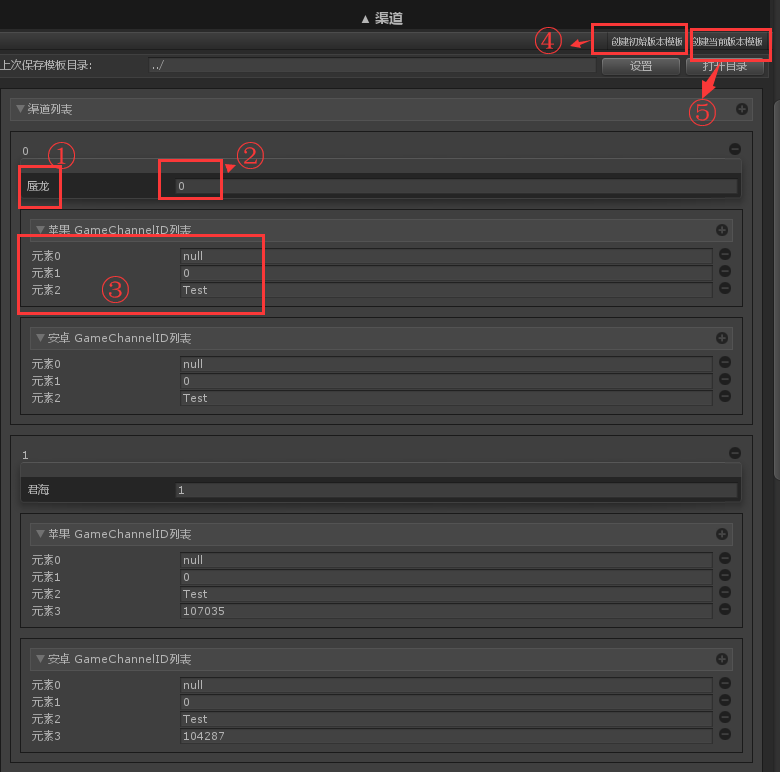 ▲ 渠道
④ 创建初始版本模板 创建当前版本模板
上次保存模板目录: ../ 设置 打开目录
⑤
▼渠道列表
0 ① ②
蜃龙 0
▼苹果 GameChannelID列表
元素0 null
元素1 0
元素2 Test
③
▼安卓 GameChannelID列表
元素0 null
元素1 0
元素2 Test
1
君海 1
▼苹果 GameChannelID列表
元素0 null
元素1 0
元素2 Test
元素3 107035
▼安卓 GameChannelID列表
元素0 null
元素1 0
元素2 Test
元素3 104287